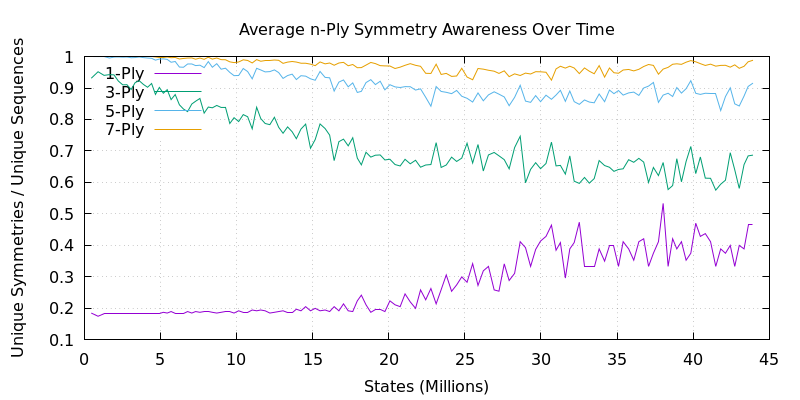 Average n-Ply Symmetry Awareness Over Time
Unique Symmetries / Unique Sequences
1
0.9
0.8
0.7
0.6
0.5
0.4
0.3
0.2
0.1
1-Ply
3-Ply
5-Ply
7-Ply
0 5 10 15 20 25 30 35 40 45
States (Millions)